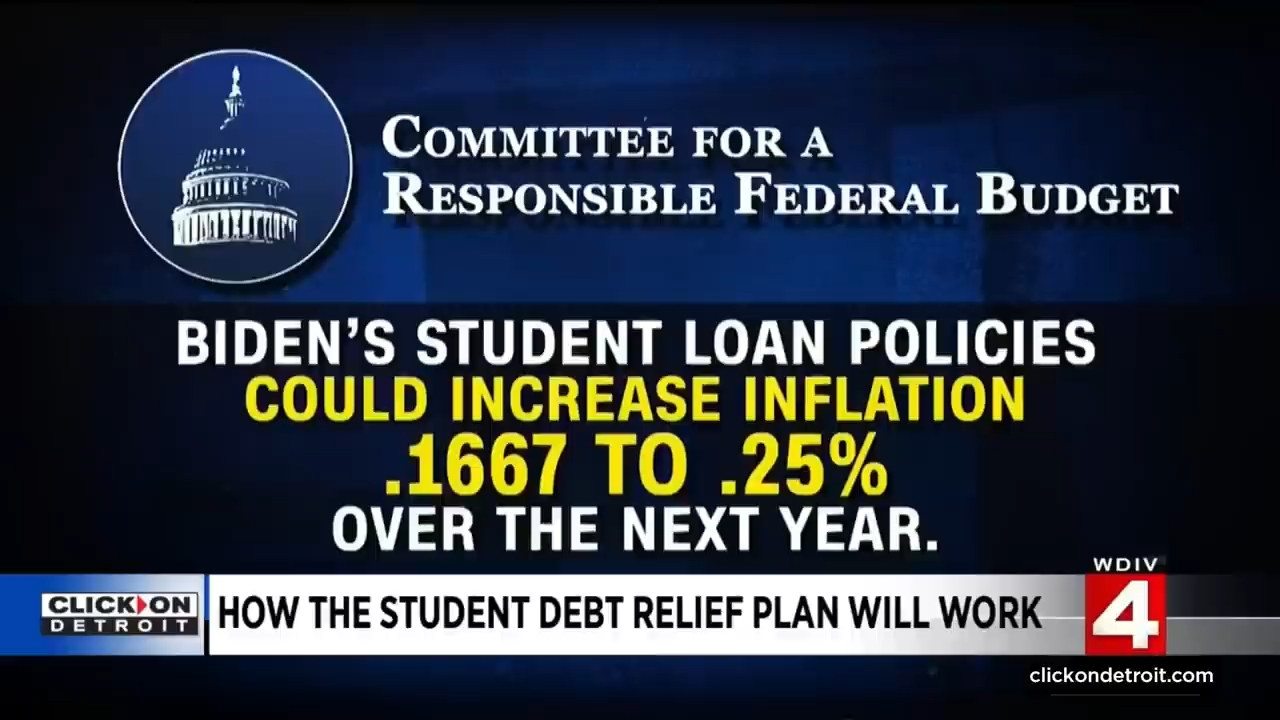 COMMITTEE FOR A
RESPONSIBLE FEDERAL BUDGET
BIDEN'S STUDENT LOAN POLICIES
COULD INCREASE INFLATION
.1667 TO .25%
OVER THE NEXT YEAR.
WDIV
CLICK ON
DETROIT
HOW THE STUDENT DEBT RELIEF PLAN WILL WORK
4
clickondetroit.com